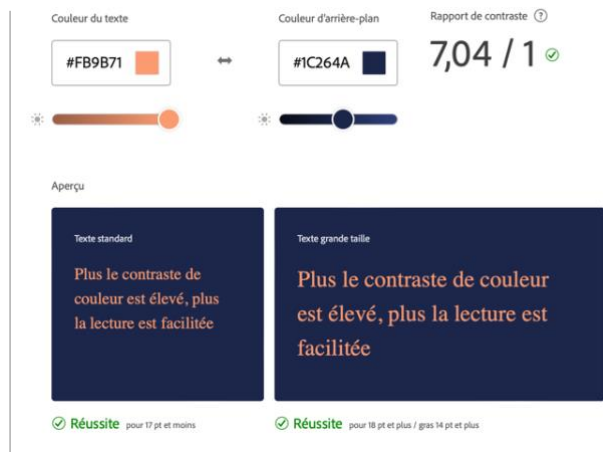 Couleur du texte
Couleur d'arrière-plan
Rapport de contraste ?
#FB9B71
#1C264A
7,04 / 1
Aperçu
Texte standard
Plus le contraste de
couleur est élevé, plus
la lecture est facilitée
Texte grande taille
Plus le contraste de couleur
est élevé, plus la lecture est
facilitée
Réussite pour 17 pt et moins
Réussite pour 18 pt et plus / gras 14 pt et plus